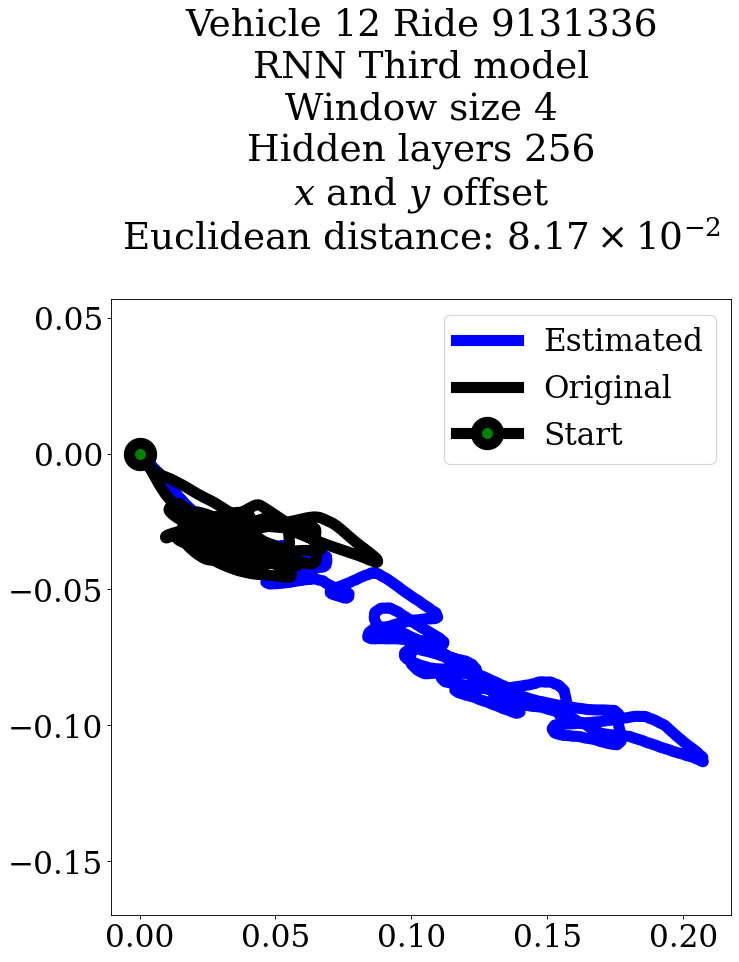 Vehicle 12 Ride 9131336
RNN Third model
Window size 4
Hidden layers 256
x and y offset
Euclidean distance: 8.17 × 10⁻²
Estimated
Original
Start
0.05
0.00
−0.05
−0.10
−0.15
0.00 0.05 0.10 0.15 0.20